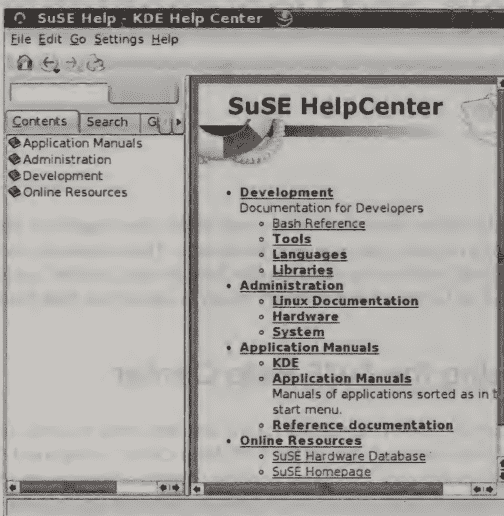 SuSE Help - KDE Help Center
File Edit Go Settings Help
Contents Search G
Application Manuals
Administration
Development
Online Resources
SuSE HelpCenter
• Development
Documentation for Developers
◦ Bash Reference
◦ Tools
◦ Languages
◦ Libraries
• Administration
◦ Linux Documentation
◦ Hardware
◦ System
• Application Manuals
◦ KDE
◦ Application Manuals
Manuals of applications sorted as in t
start menu.
◦ Reference documentation
• Online Resources
◦ SuSE Hardware Database
◦ SuSE Homepage